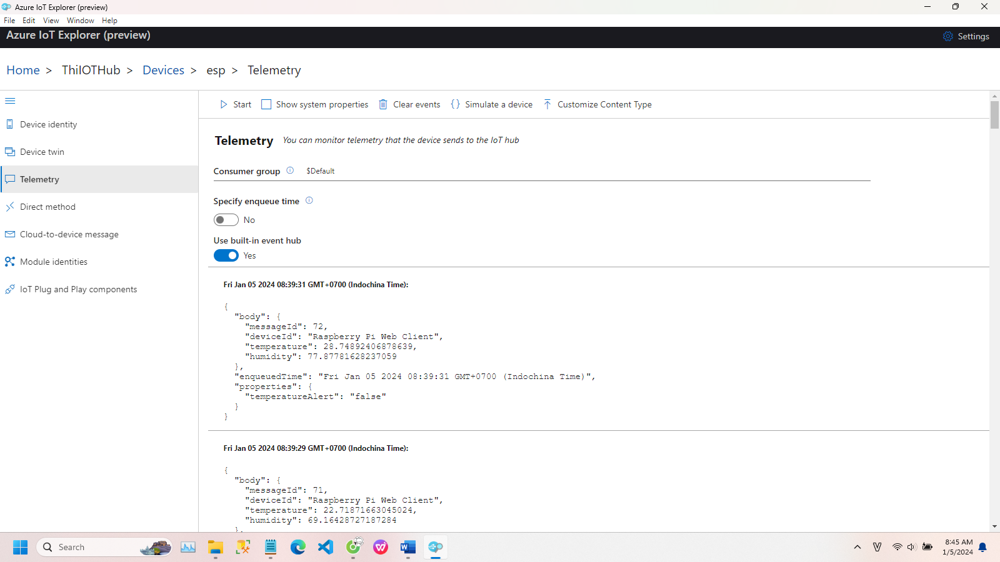 Azure IoT Explorer (preview)
File Edit View Window Help
Azure IoT Explorer (preview)
Settings
Home > ThiIOTHub > Devices > esp > Telemetry
Start Show system properties Clear events Simulate a device Customize Content Type
Device identity
Device twin
Telemetry
Direct method
Cloud-to-device message
Module identities
IoT Plug and Play components
Telemetry You can monitor telemetry that the device sends to the IoT hub
Consumer group $Default
Specify enqueue time
No
Use built-in event hub
Yes
Fri Jan 05 2024 08:39:31 GMT+0700 (Indochina Time):
{
"body": {
"messageId": 72,
"deviceId": "Raspberry Pi Web Client",
"temperature": 28.74892406878639,
"humidity": 77.87781628237059
},
"enqueuedTime": "Fri Jan 05 2024 08:39:31 GMT+0700 (Indochina Time)",
"properties": {
"temperatureAlert": "false"
}
}
Fri Jan 05 2024 08:39:29 GMT+0700 (Indochina Time):
{
"body": {
"messageId": 71,
"deviceId": "Raspberry Pi Web Client",
"temperature": 22.71871663045024,
"humidity": 69.16428727187284
},
Search
8:45 AM
1/5/2024